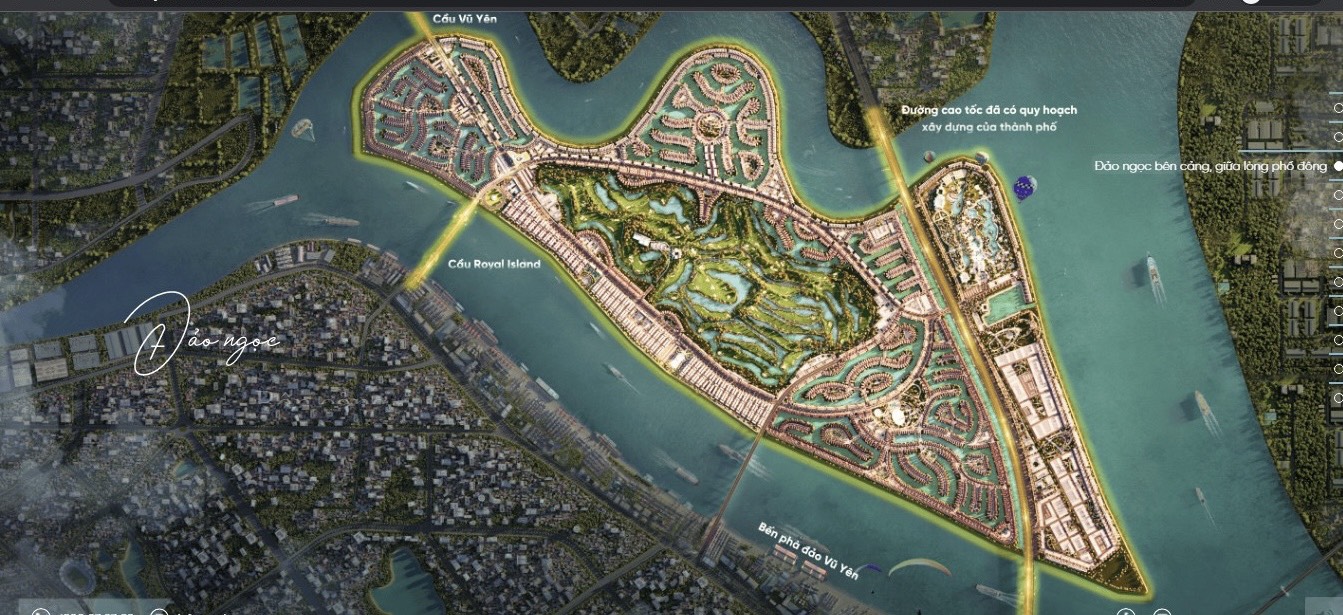 Cầu Vũ Yên
Đường cao tốc đã có quy hoạch
xây dựng của thành phố
Đảo ngọc bên cảng, giữa lòng phố đông
Cầu Royal Island
Đảo ngọc
Bến phà đảo Vũ Yên